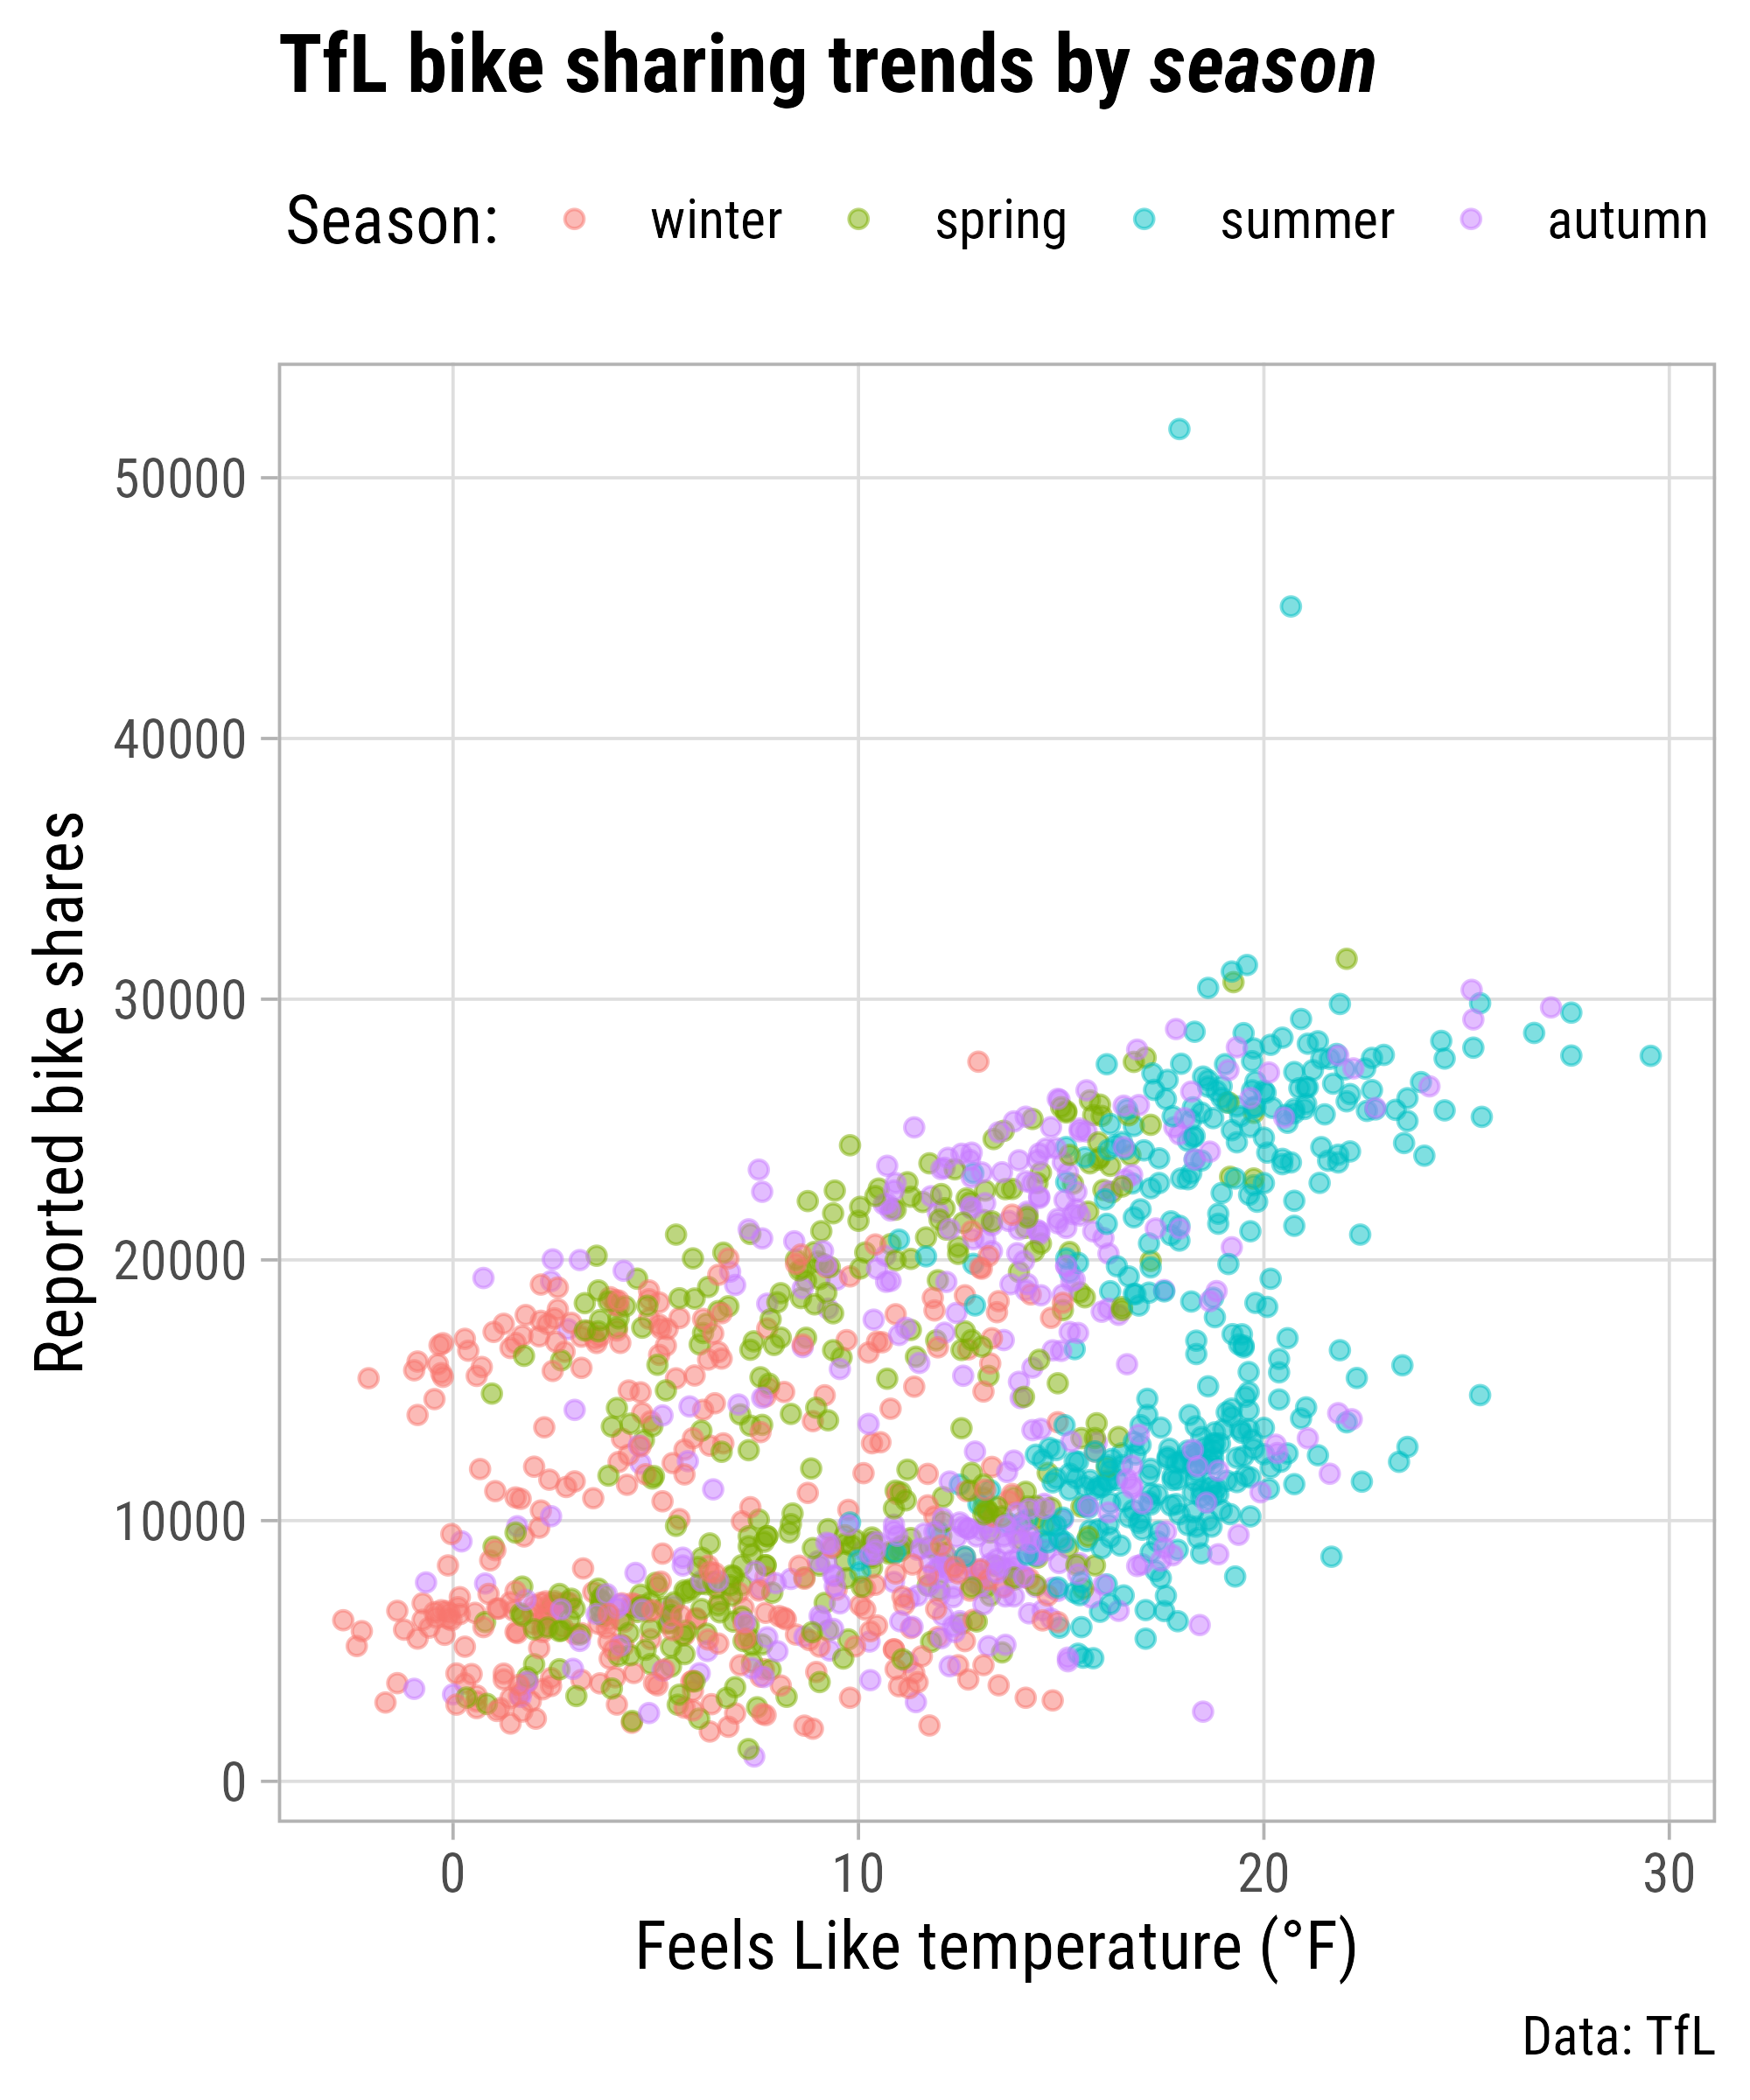 TfL bike sharing trends by season
Season: winter spring summer autumn
50000
40000
30000
20000
10000
0
Reported bike shares
0 10 20 30
Feels Like temperature (°F)
Data: TfL